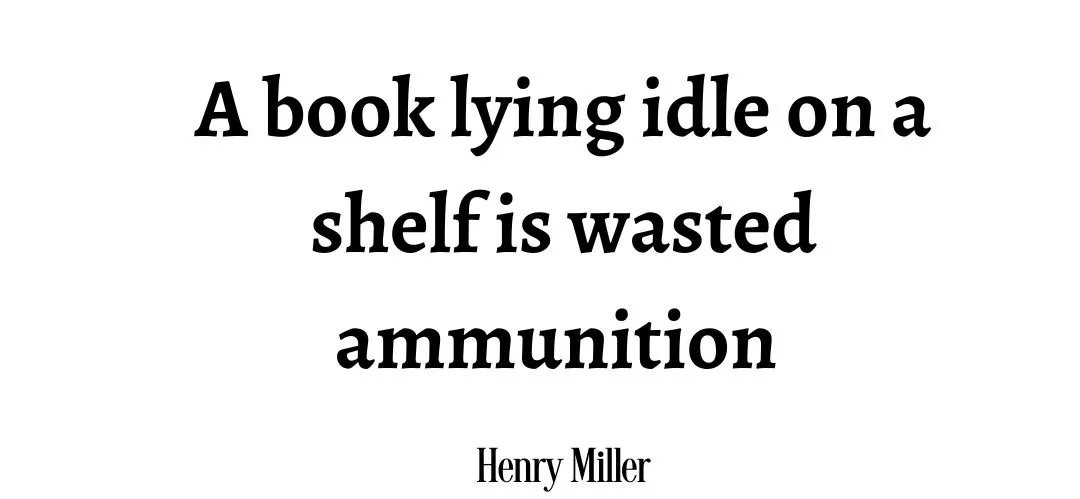 A book lying idle on a
shelf is wasted
ammunition
Henry Miller